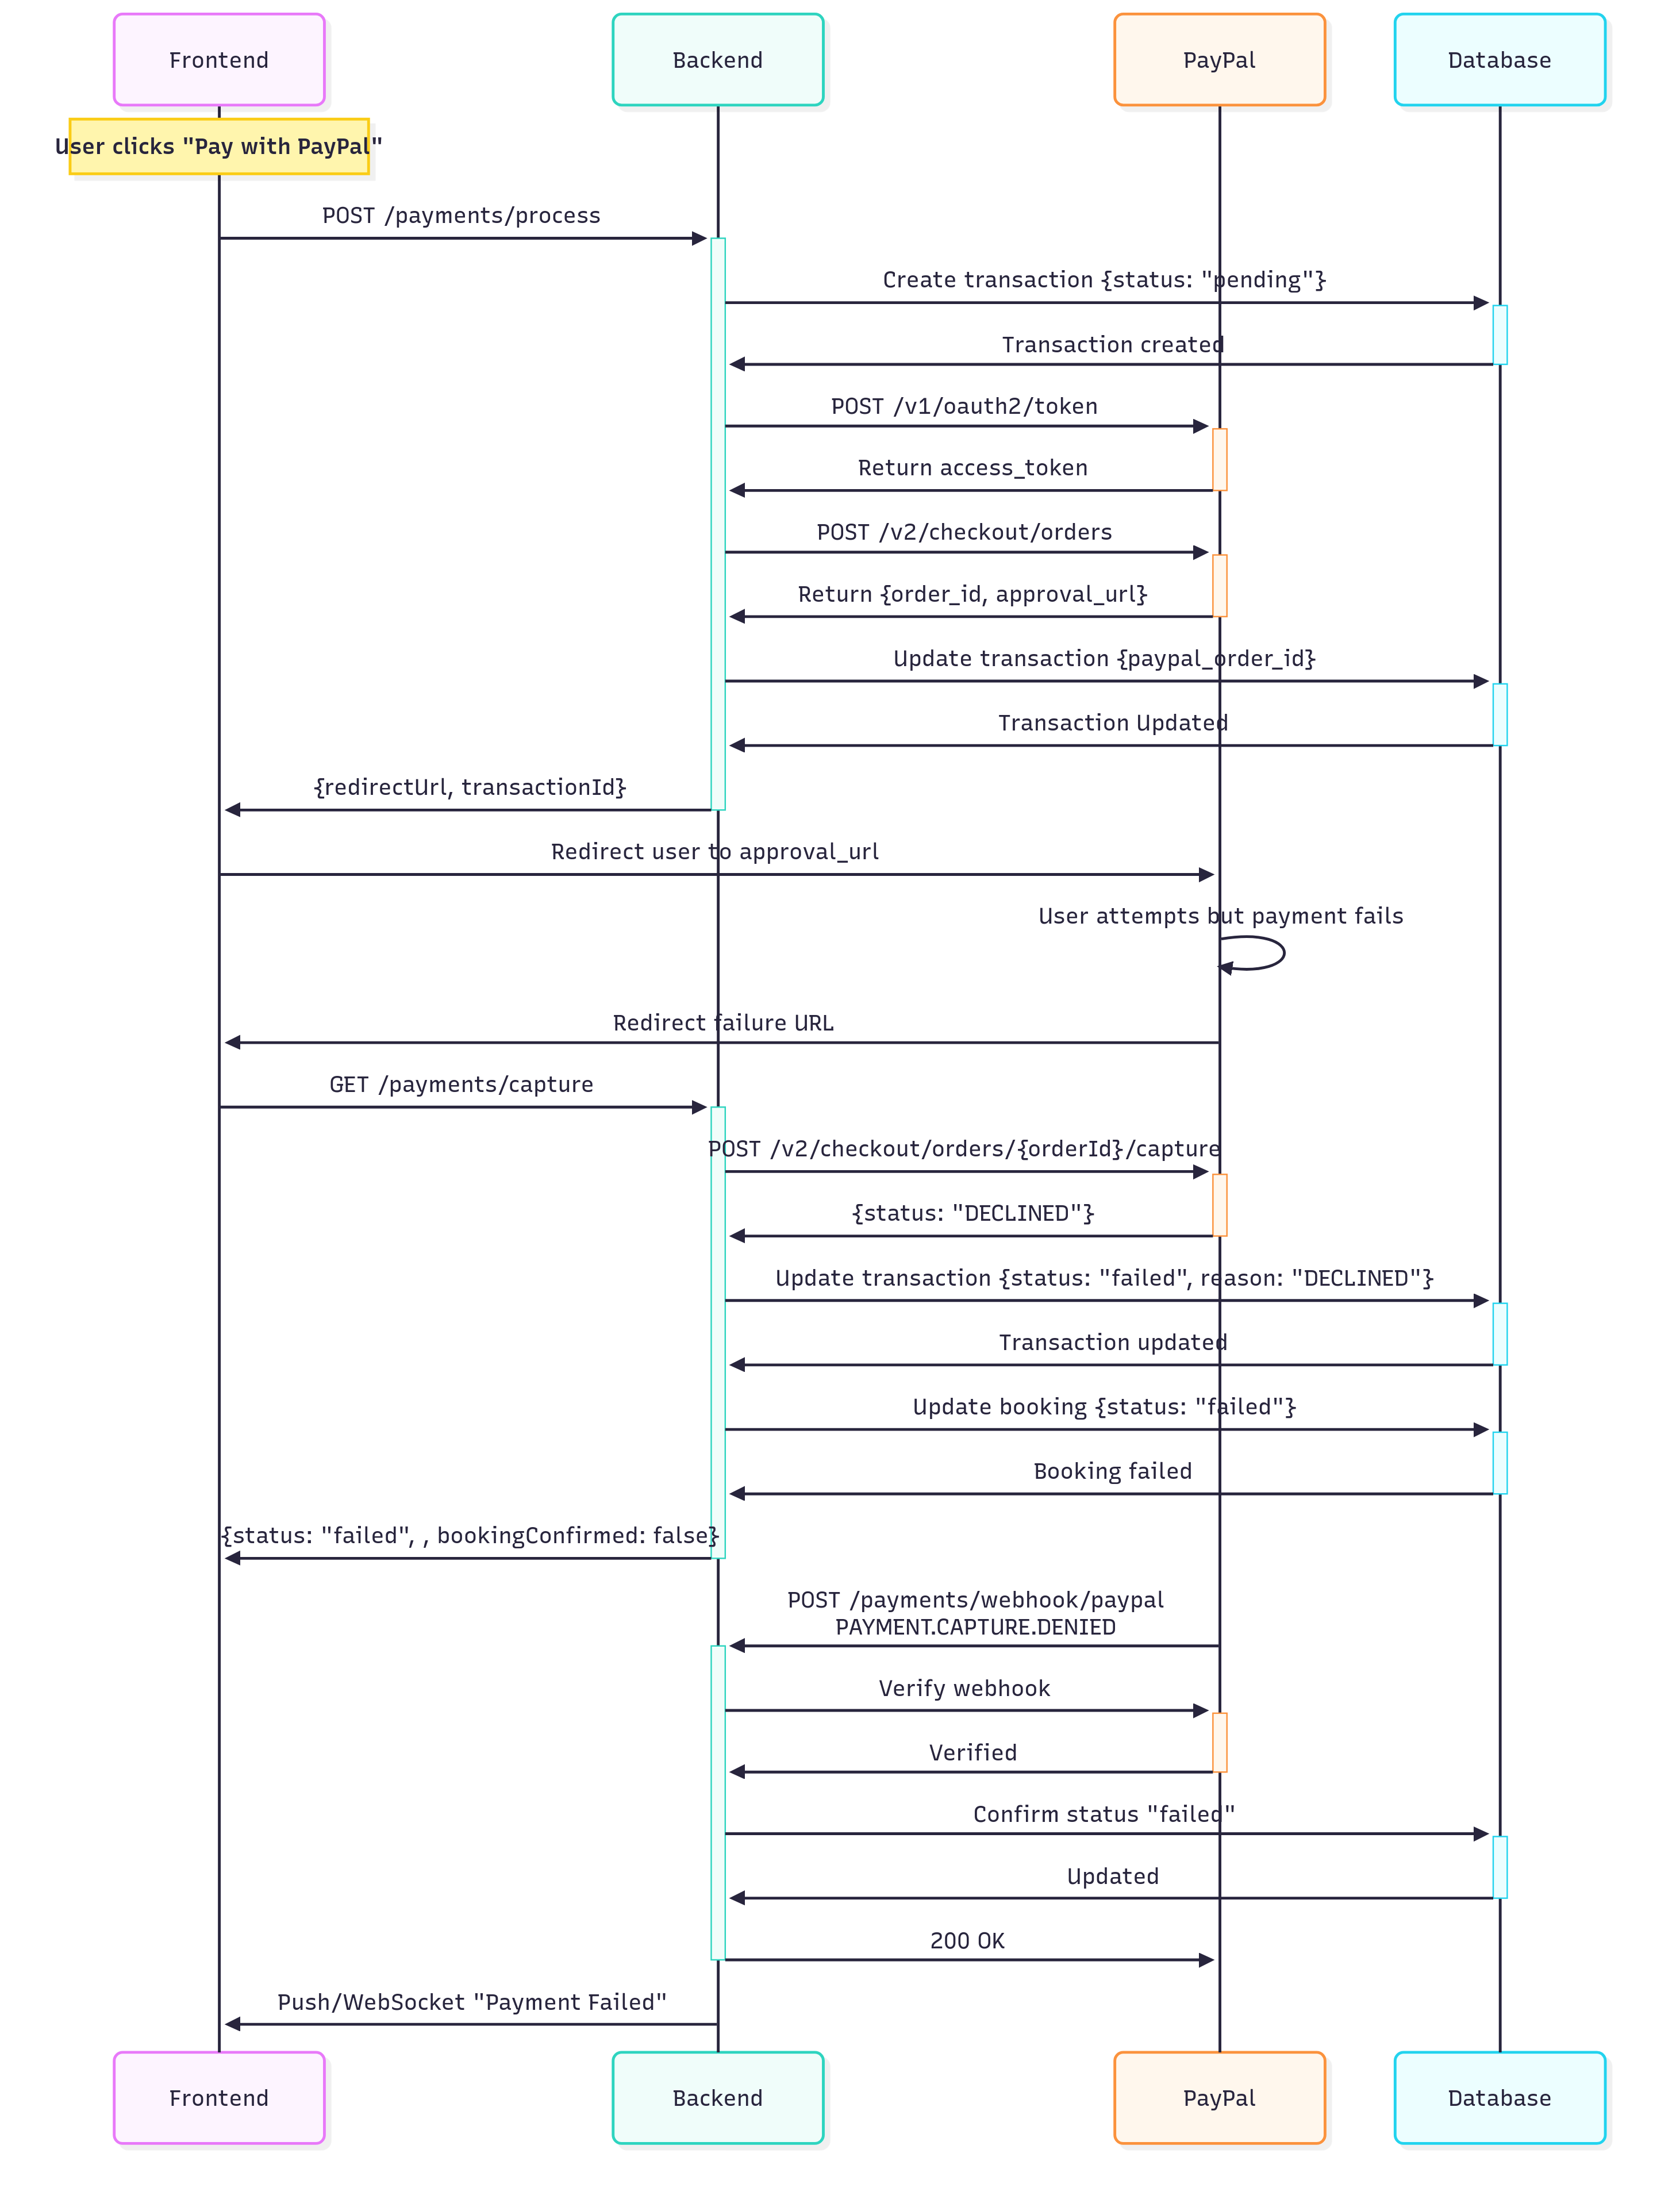 Frontend
Backend
PayPal
Database
User clicks "Pay with PayPal"
POST /payments/process
Create transaction {status: "pending"}
Transaction created
POST /v1/oauth2/token
Return access_token
POST /v2/checkout/orders
Return {order_id, approval_url}
Update transaction {paypal_order_id}
Transaction Updated
{redirectUrl, transactionId}
Redirect user to approval_url
User attempts but payment fails
Redirect failure URL
GET /payments/capture
POST /v2/checkout/orders/{orderId}/capture
{status: "DECLINED"}
Update transaction {status: "failed", reason: "DECLINED"}
Transaction updated
Update booking {status: "failed"}
Booking failed
{status: "failed", , bookingConfirmed: false}
POST /payments/webhook/paypal
PAYMENT.CAPTURE.DENIED
Verify webhook
Verified
Confirm status "failed"
Updated
200 OK
Push/WebSocket "Payment Failed"
Frontend
Backend
PayPal
Database